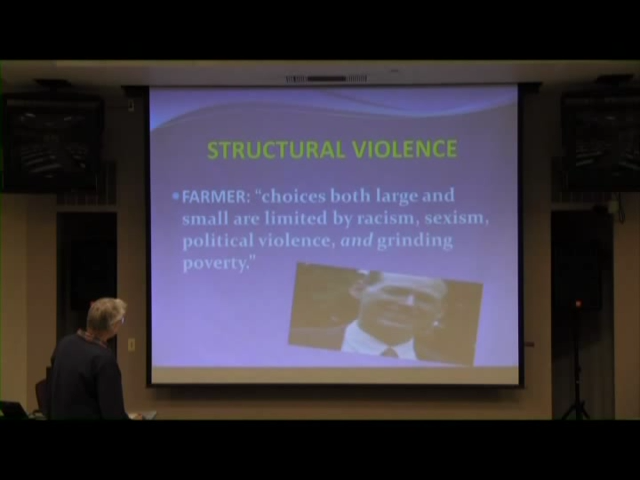 STRUCTURAL VIOLENCE
FARMER: “choices both large and
small are limited by racism, sexism,
political violence, and grinding
poverty.”